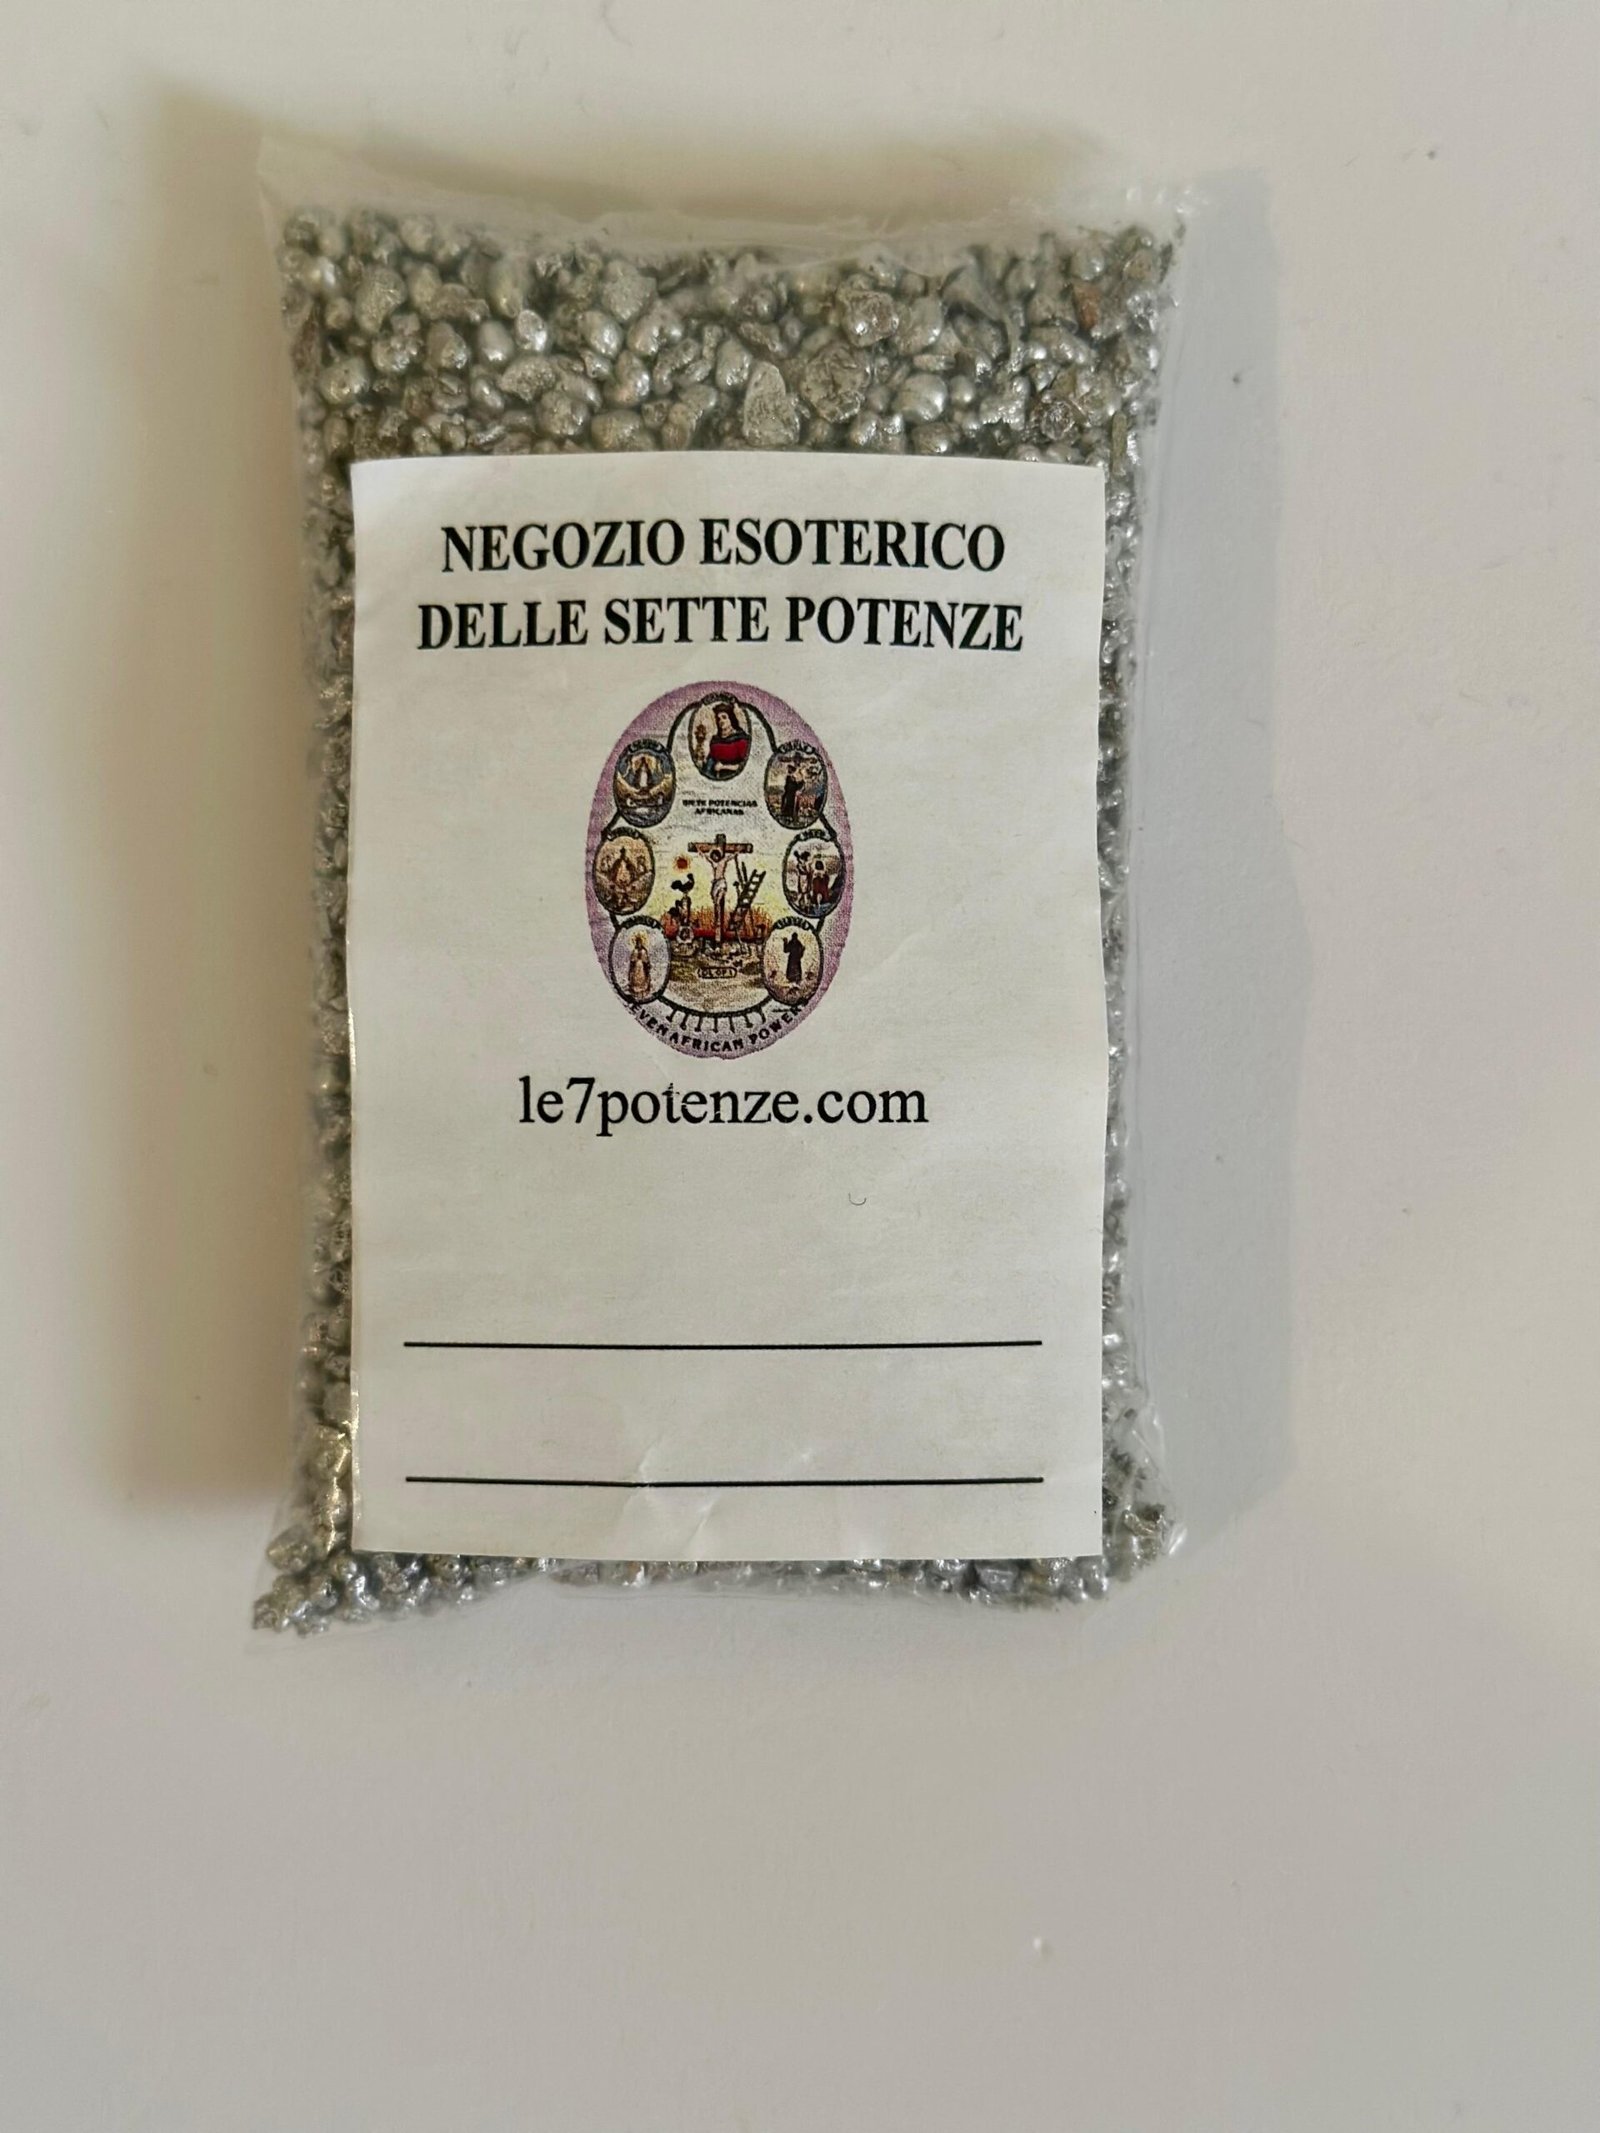 NEGOZIO ESOTERICO
DELLE SETTE POTENZE
SIETE POTENCIAS
AFRICANAS
SEVEN AFRICAN POWERS
le7potenze.com